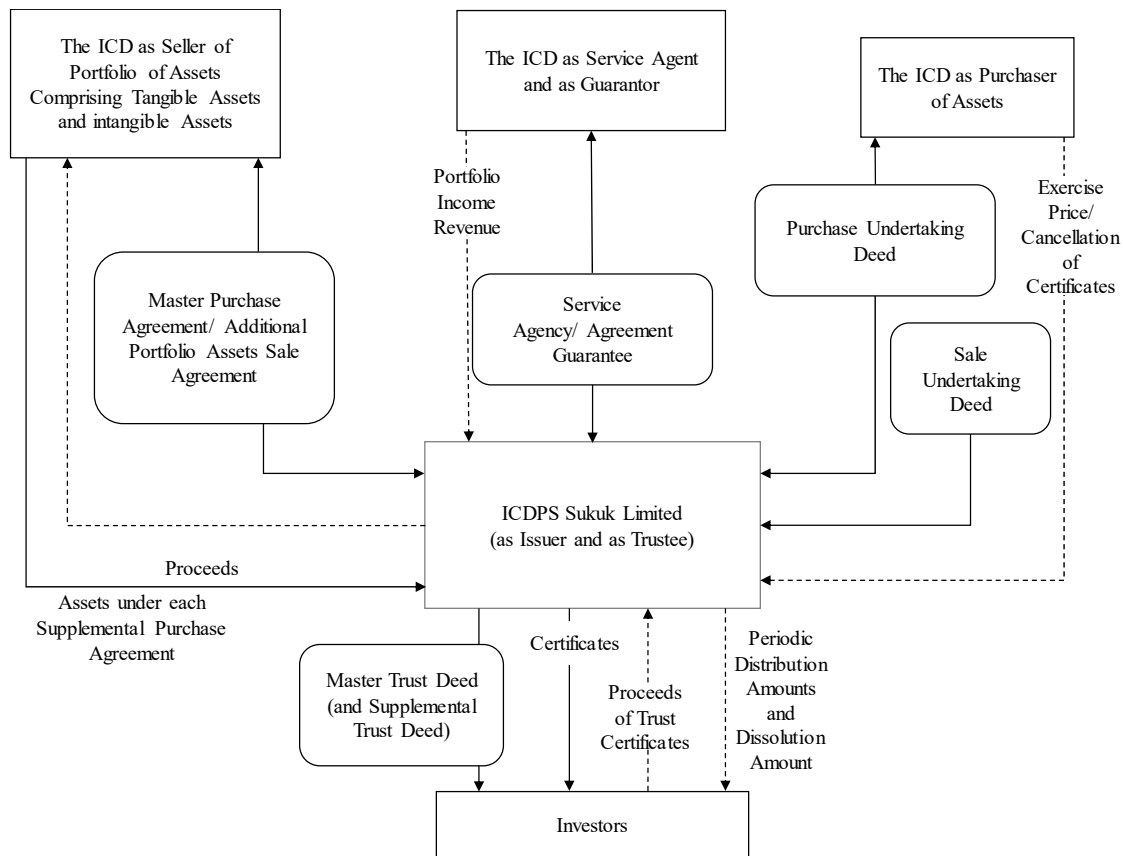 The ICD as Seller of
Portfolio of Assets
Comprising Tangible Assets
and intangible Assets
The ICD as Service Agent
and as Guarantor
The ICD as Purchaser
of Assets
Portfolio
Income
Revenue
Exercise
Price/
Cancellation
of
Certificates
Purchase Undertaking
Deed
Master Purchase
Agreement/ Additional
Portfolio Assets Sale
Agreement
Service
Agency/ Agreement
Guarantee
Sale
Undertaking
Deed
ICDPS Sukuk Limited
(as Issuer and as Trustee)
Proceeds
Assets under each
Supplemental Purchase
Agreement
Master Trust Deed
(and Supplemental
Trust Deed)
Certificates
Proceeds
of Trust
Certificates
Periodic
Distribution
Amounts
and
Dissolution
Amount
Investors